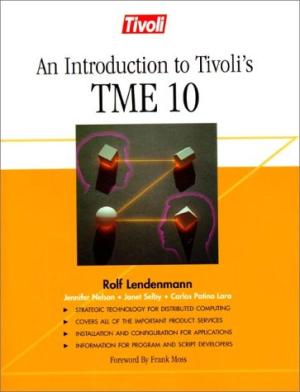 Tivoli
An Introduction to Tivoli's
TME 10
Rolf Lendenmann
Jennifer Nelson • Janet Selby • Carlos Patino Lara
▶ STRATEGIC TECHNOLOGY FOR DISTRIBUTED COMPUTING
▶ COVERS ALL OF THE IMPORTANT PRODUCT SERVICES
▶ INSTALLATION AND CONFIGURATION FOR APPLICATIONS
▶ INFORMATION FOR PROGRAM AND SCRIPT DEVELOPERS
Foreword By Frank Moss